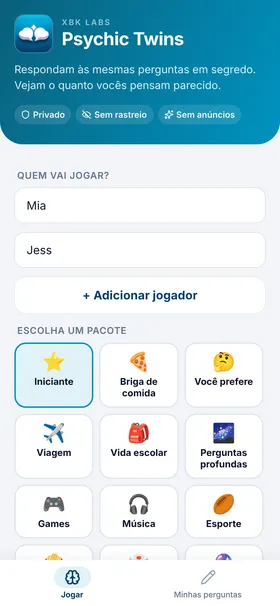 XBK LABS
Psychic Twins
Respondam às mesmas perguntas em segredo.
Vejam o quanto vocês pensam parecido.
Privado
Sem rastreio
Sem anúncios
QUEM VAI JOGAR?
Mia
Jess
+ Adicionar jogador
ESCOLHA UM PACOTE
Iniciante
Briga de
comida
Você prefere
Viagem
Vida escolar
Perguntas
profundas
Games
Música
Esporte
Jogar
Minhas perguntas